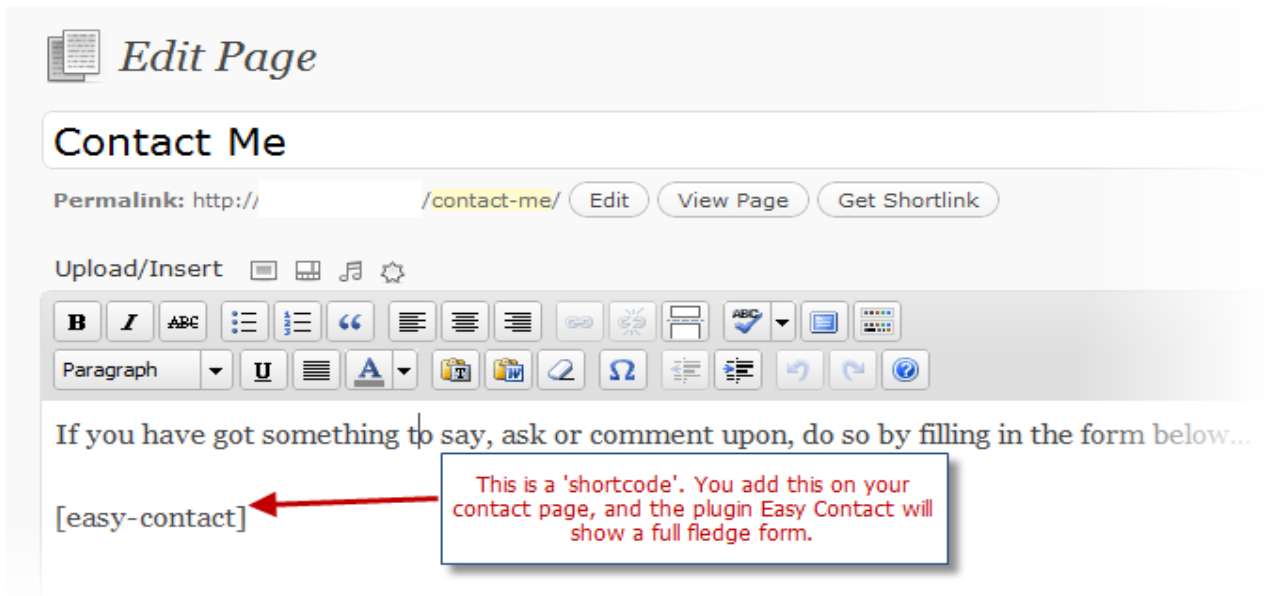 Edit Page
Contact Me
Permalink: http:// /contact-me/ Edit View Page Get Shortlink
Upload/Insert
B I ABC ABC
Paragraph U A T W Ω
If you have got something to say, ask or comment upon, do so by filling in the form below...
This is a 'shortcode'. You add this on your
contact page, and the plugin Easy Contact will
show a full fledge form.
[easy-contact]